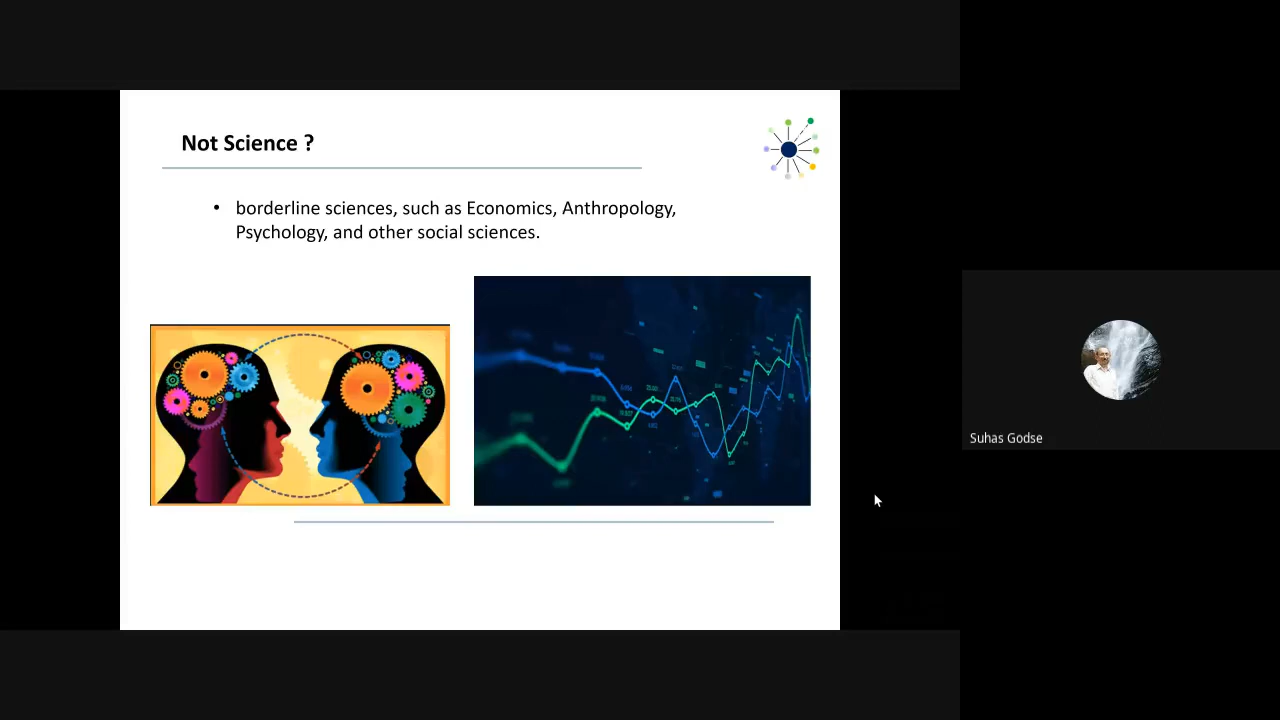 Not Science ?
• borderline sciences, such as Economics, Anthropology,
Psychology, and other social sciences.
Suhas Godse